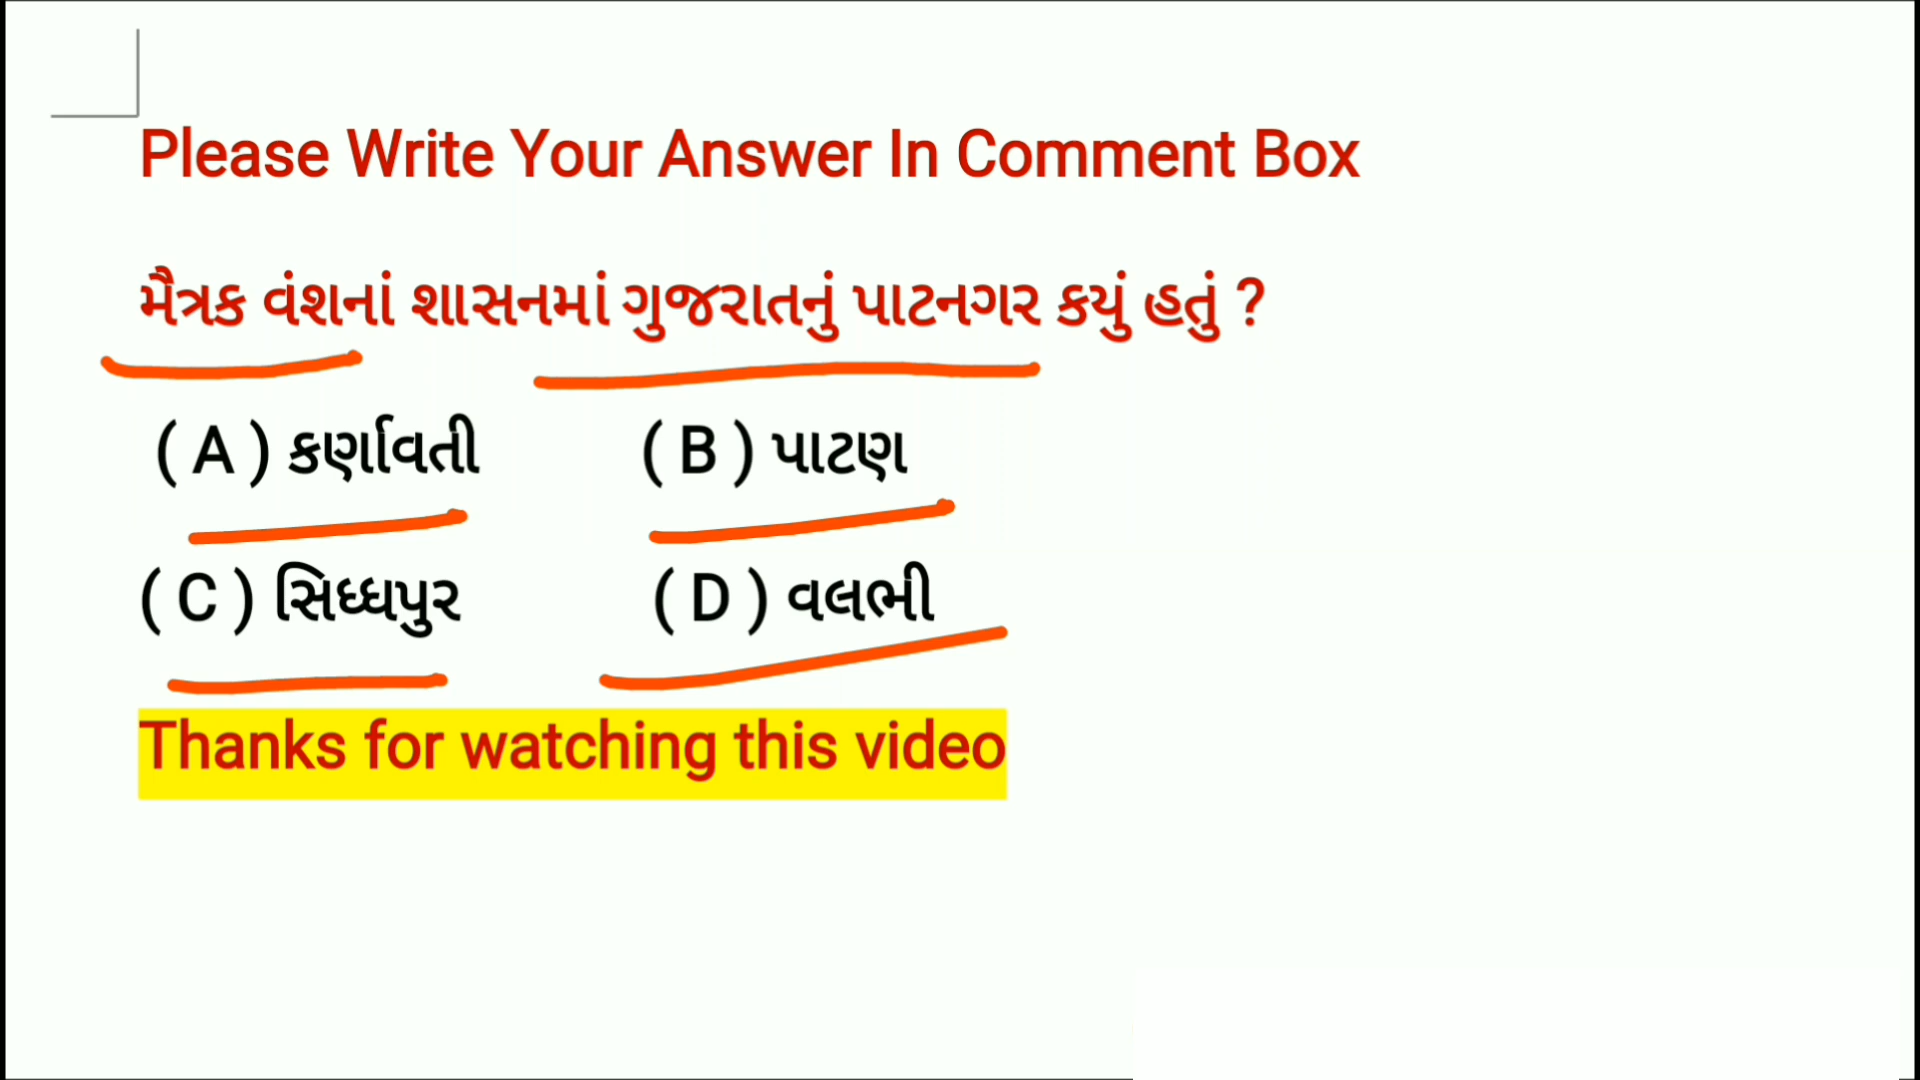 Please Write Your Answer In Comment Box
મૈત્રક વંશનાં શાસનમાં ગુજરાતનું પાટનગર કયું હતું ?
( A ) કર્ણાવતી ( B ) પાટણ
( C ) સિધ્ધપુર ( D ) વલભી
Thanks for watching this video